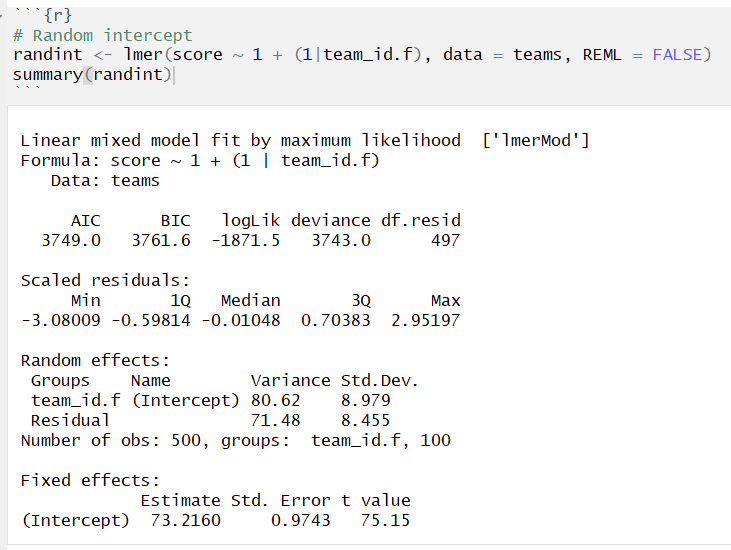 ```{r}
# Random intercept
randint <- lmer(score ~ 1 + (1|team_id.f), data = teams, REML = FALSE)
summary(randint)
```
Linear mixed model fit by maximum likelihood  ['lmerMod']
Formula: score ~ 1 + (1 | team_id.f)
   Data: teams

     AIC      BIC   logLik deviance df.resid
  3749.0   3761.6  -1871.5   3743.0      497

Scaled residuals:
     Min       1Q   Median       3Q      Max
-3.08009 -0.59814 -0.01048  0.70383  2.95197

Random effects:
 Groups    Name        Variance Std.Dev.
 team_id.f (Intercept) 80.62    8.979
 Residual              71.48    8.455
Number of obs: 500, groups:  team_id.f, 100

Fixed effects:
            Estimate Std. Error t value
(Intercept)  73.2160     0.9743   75.15